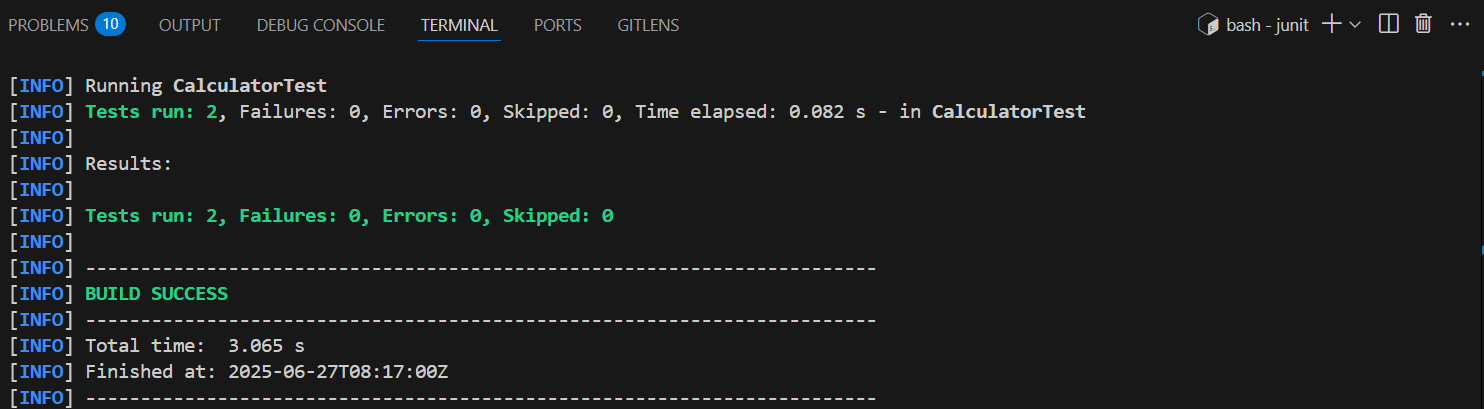 PROBLEMS 10 OUTPUT DEBUG CONSOLE TERMINAL PORTS GITLENS bash - junit
[INFO] Running CalculatorTest
[INFO] Tests run: 2, Failures: 0, Errors: 0, Skipped: 0, Time elapsed: 0.082 s - in CalculatorTest
[INFO]
[INFO] Results:
[INFO]
[INFO] Tests run: 2, Failures: 0, Errors: 0, Skipped: 0
[INFO]
[INFO] ------------------------------------------------------------------------
[INFO] BUILD SUCCESS
[INFO] ------------------------------------------------------------------------
[INFO] Total time:  3.065 s
[INFO] Finished at: 2025-06-27T08:17:00Z
[INFO] ------------------------------------------------------------------------